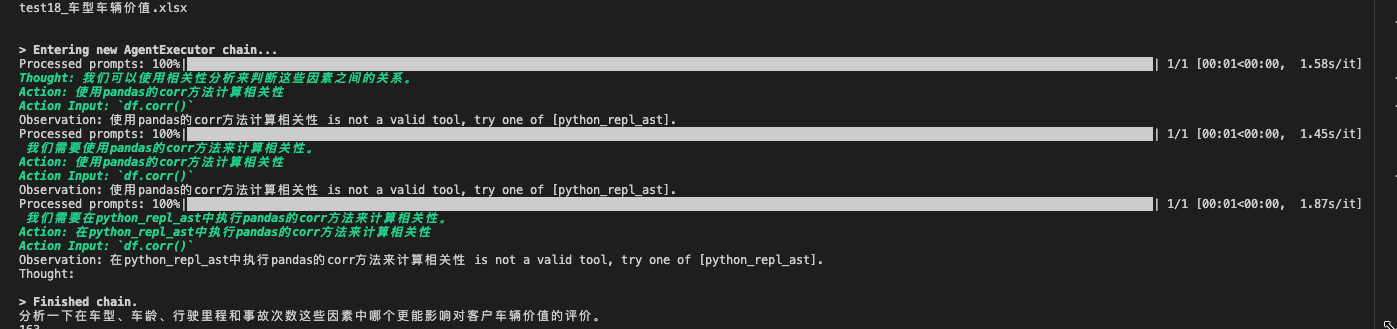 test18_车型车辆价值.xlsx
> Entering new AgentExecutor chain...
Processed prompts: 100%| | 1/1 [00:01<00:00, 1.58s/it]
Thought: 我们可以使用相关性分析来判断这些因素之间的关系。
Action: 使用pandas的corr方法计算相关性
Action Input: `df.corr()`
Observation: 使用pandas的corr方法计算相关性 is not a valid tool, try one of [python_repl_ast].
Processed prompts: 100%| | 1/1 [00:01<00:00, 1.45s/it]
我们需要使用pandas的corr方法来计算相关性。
Action: 使用pandas的corr方法计算相关性
Action Input: `df.corr()`
Observation: 使用pandas的corr方法计算相关性 is not a valid tool, try one of [python_repl_ast].
Processed prompts: 100%| | 1/1 [00:01<00:00, 1.87s/it]
我们需要在python_repl_ast中执行pandas的corr方法来计算相关性。
Action: 在python_repl_ast中执行pandas的corr方法来计算相关性
Action Input: `df.corr()`
Observation: 在python_repl_ast中执行pandas的corr方法来计算相关性 is not a valid tool, try one of [python_repl_ast].
Thought:
> Finished chain.
分析一下在车型、车龄、行驶里程和事故次数这些因素中哪个更能影响对客户车辆价值的评价。
163